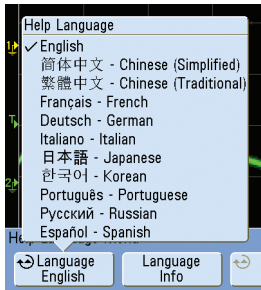 Help Language
1
✓ English
简体中文 - Chinese (Simplified)
繁體中文 - Chinese (Traditional)
Français - French
T
Deutsch - German
Italiano - Italian
日本語 - Japanese
한국어 - Korean
2
Português - Portuguese
Русский - Russian
Español - Spanish
Language
English
Language
Info